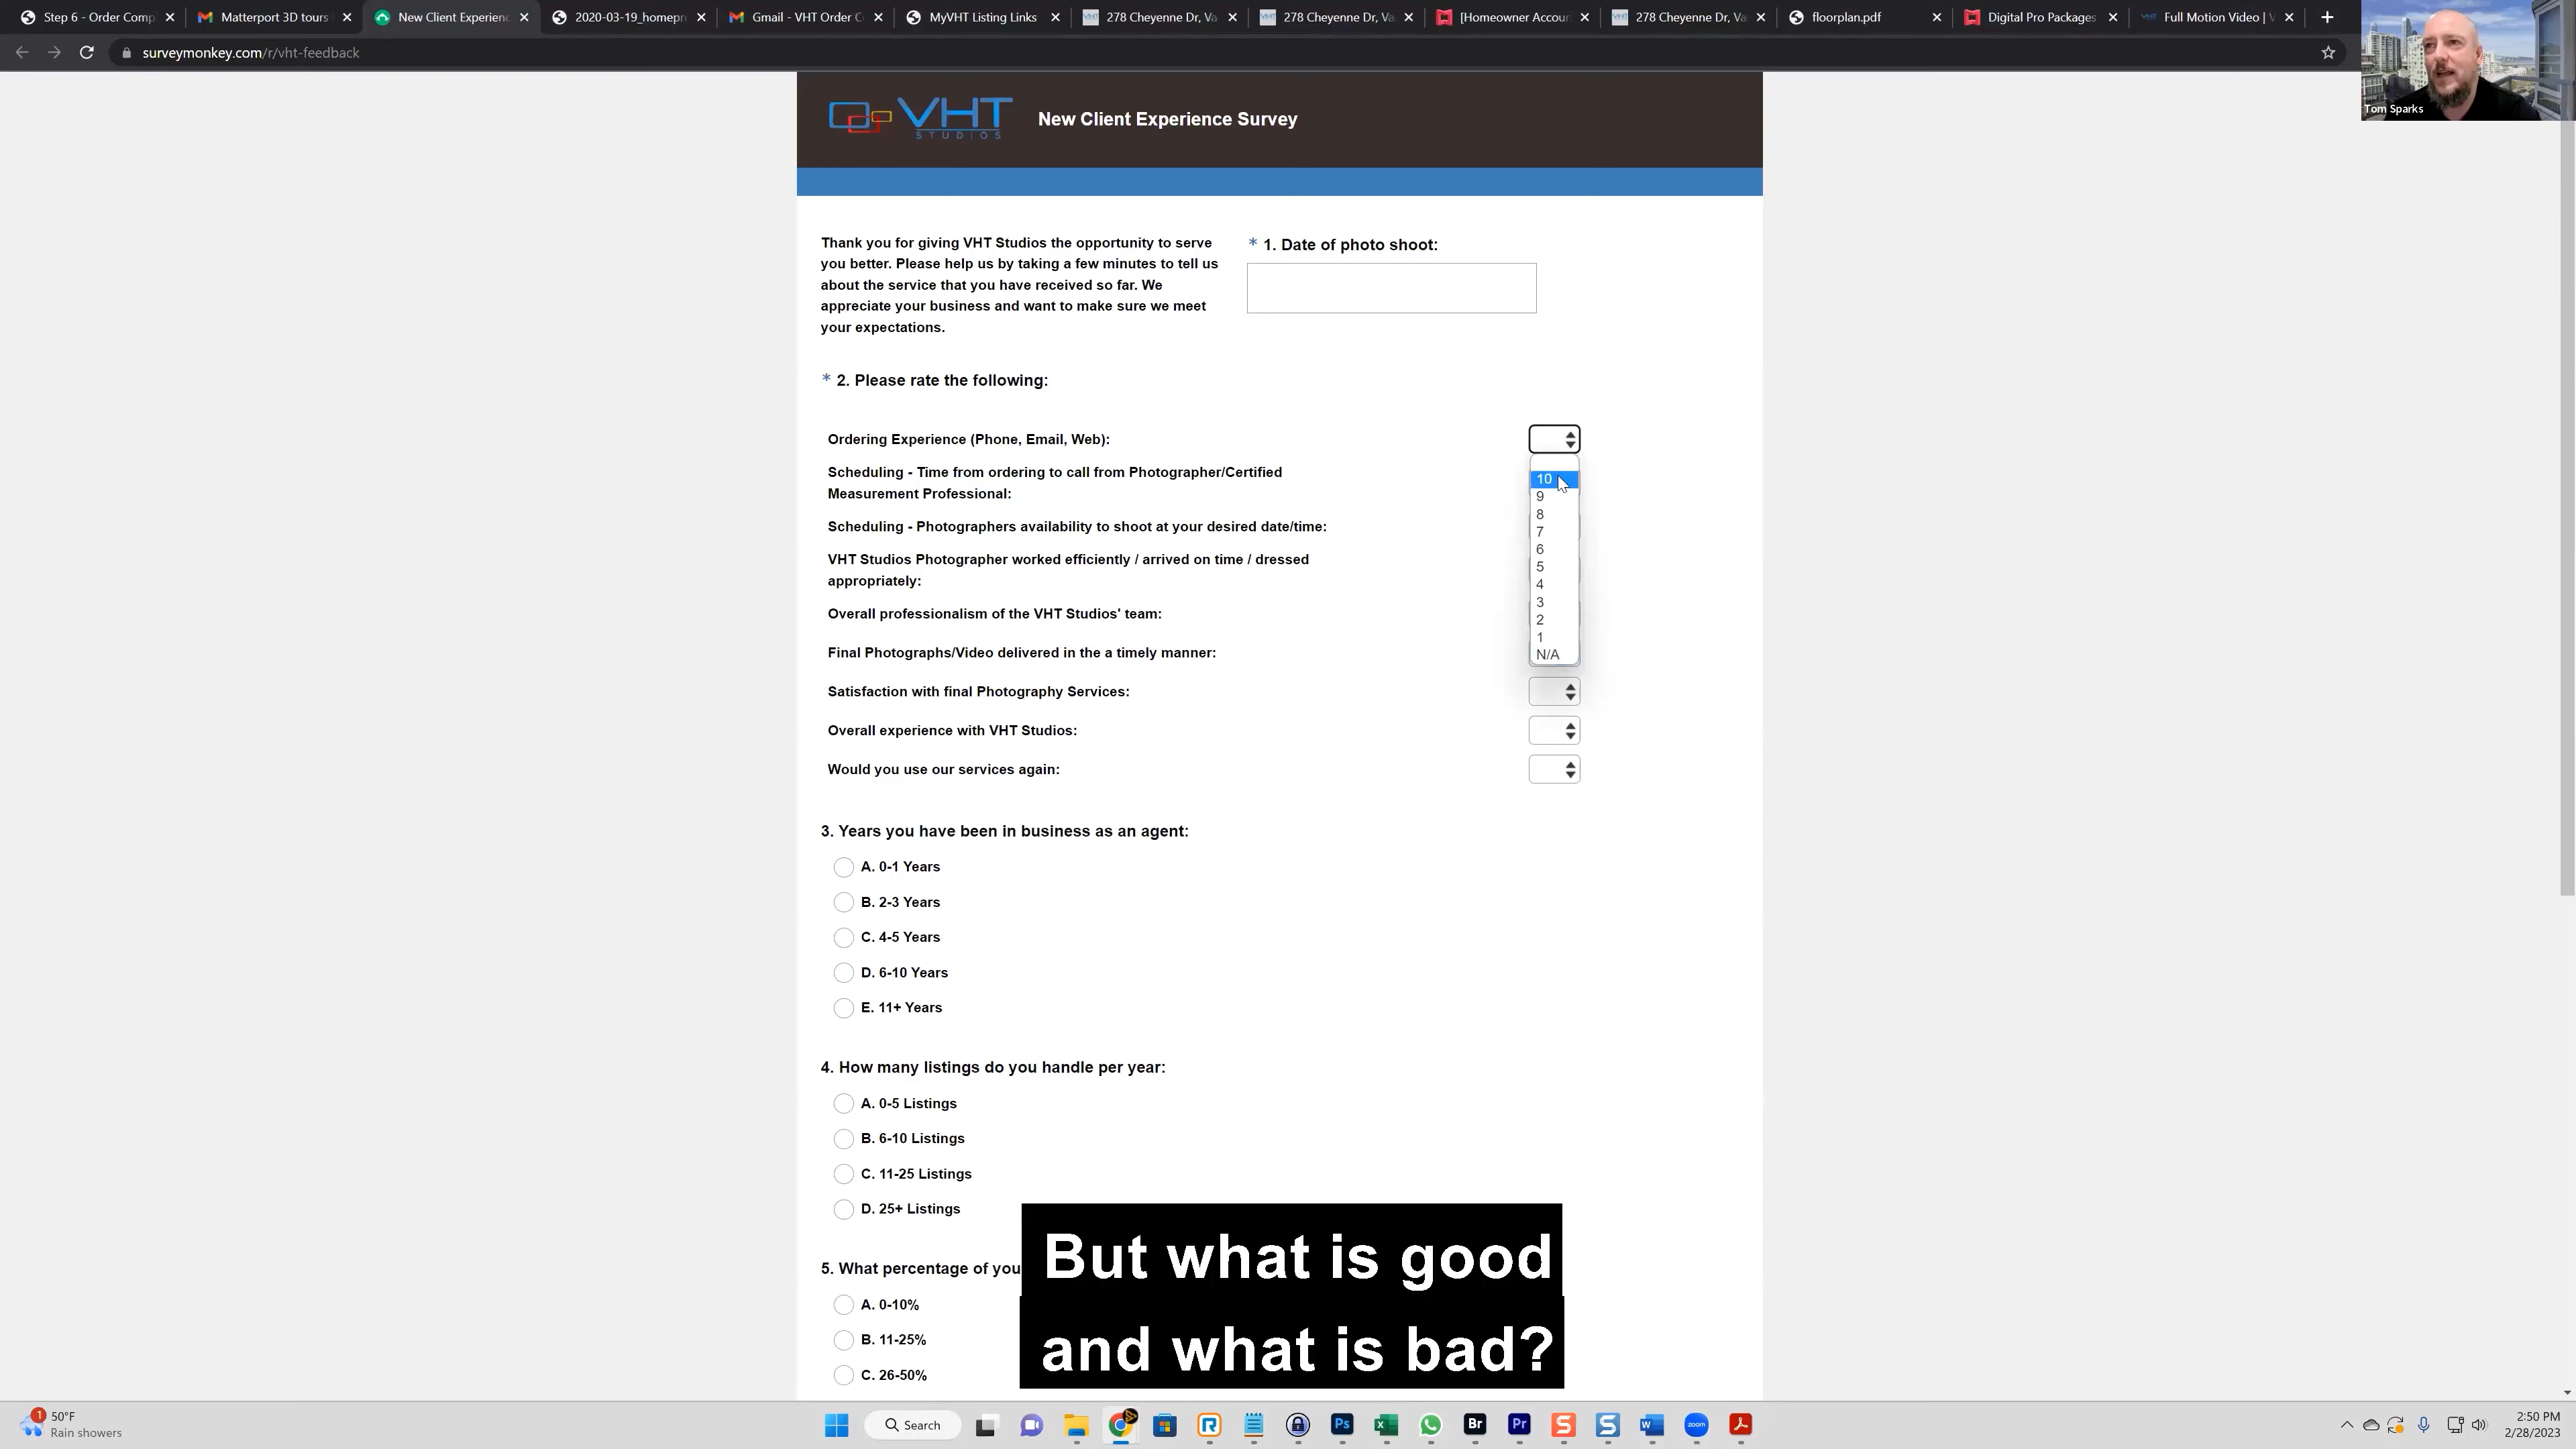 Step 6 - Order Comp
Matterport 3D tours
New Client Experienc
2020-03-19_homepr
Gmail - VHT Order C
MyVHT Listing Links
278 Cheyenne Dr, Va
278 Cheyenne Dr, Va
[Homeowner Accoun
278 Cheyenne Dr, Va
floorplan.pdf
Digital Pro Packages
Full Motion Video | V
surveymonkey.com/r/vht-feedback
Tom Sparks
VHT
STUDIOS
New Client Experience Survey
Thank you for giving VHT Studios the opportunity to serve
you better. Please help us by taking a few minutes to tell us
about the service that you have received so far. We
appreciate your business and want to make sure we meet
your expectations.
* 1. Date of photo shoot:
* 2. Please rate the following:
Ordering Experience (Phone, Email, Web):
Scheduling - Time from ordering to call from Photographer/Certified
Measurement Professional:
Scheduling - Photographers availability to shoot at your desired date/time:
VHT Studios Photographer worked efficiently / arrived on time / dressed
appropriately:
Overall professionalism of the VHT Studios' team:
Final Photographs/Video delivered in the a timely manner:
Satisfaction with final Photography Services:
Overall experience with VHT Studios:
Would you use our services again:
10
9
8
7
6
5
4
3
2
1
N/A
3. Years you have been in business as an agent:
A. 0-1 Years
B. 2-3 Years
C. 4-5 Years
D. 6-10 Years
E. 11+ Years
4. How many listings do you handle per year:
A. 0-5 Listings
B. 6-10 Listings
C. 11-25 Listings
D. 25+ Listings
5. What percentage of you
A. 0-10%
B. 11-25%
C. 26-50%
But what is good
and what is bad?
1
50°F
Rain showers
Search
Ps
Br
Pr
zoom
2:50 PM
2/28/2023